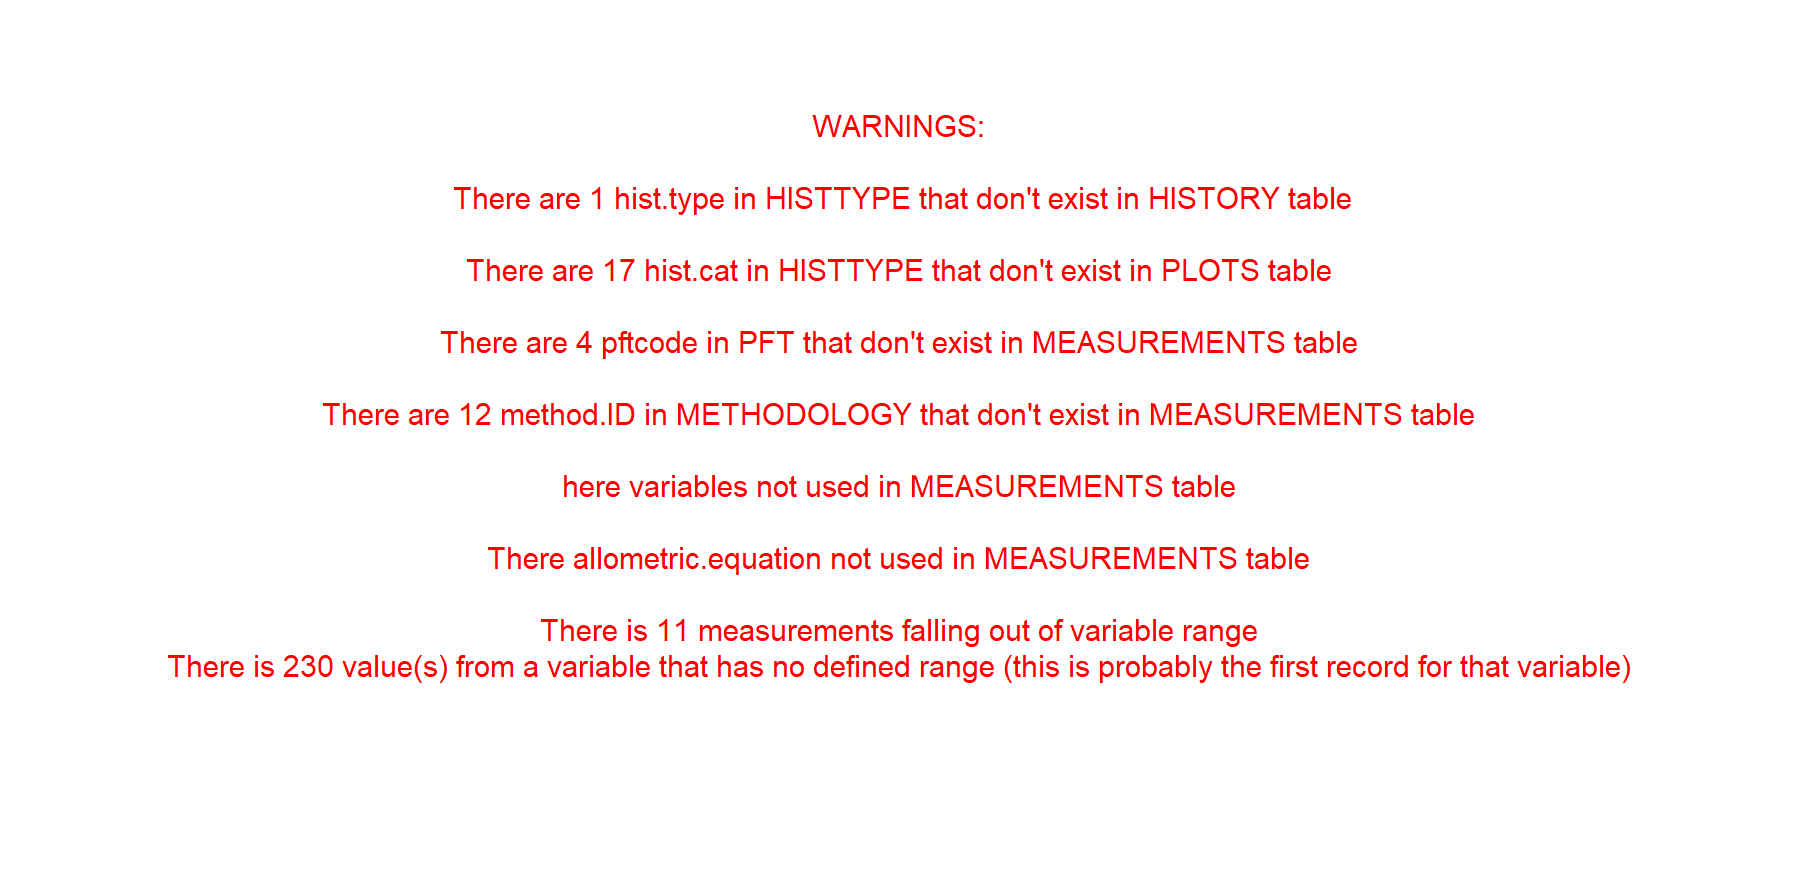 WARNINGS:
There are 1 hist.type in HISTTYPE that don't exist in HISTORY table
There are 17 hist.cat in HISTTYPE that don't exist in PLOTS table
There are 4 pftcode in PFT that don't exist in MEASUREMENTS table
There are 12 method.ID in METHODOLOGY that don't exist in MEASUREMENTS table
here variables not used in MEASUREMENTS table
There allometric.equation not used in MEASUREMENTS table
There is 11 measurements falling out of variable range
There is 230 value(s) from a variable that has no defined range (this is probably the first record for that variable)